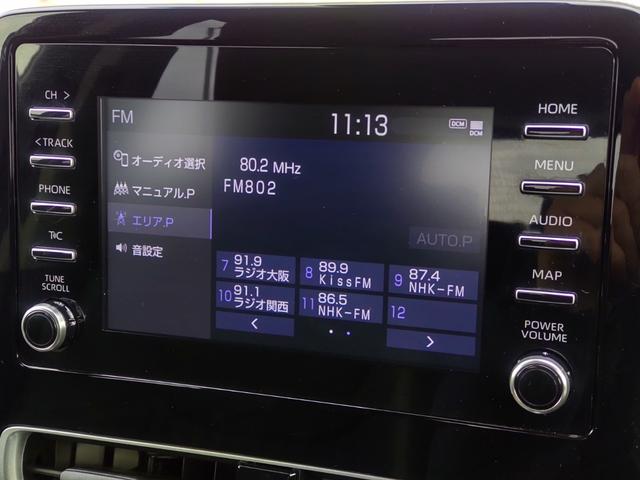 CH >
< TRACK
PHONE
T C
TUNE
SCROLL
FM
11:13
DCM
DCM
オーディオ選択
マニュアル.P
エリア.P
音設定
80.2 MHz
FM802
AUTO.P
7 91.9 ラジオ大阪
8 89.9 KissFM
9 87.4 NHK-FM
10 91.1 ラジオ関西
11 86.5 NHK-FM
12
<
>
HOME
MENU
AUDIO
MAP
POWER
VOLUME